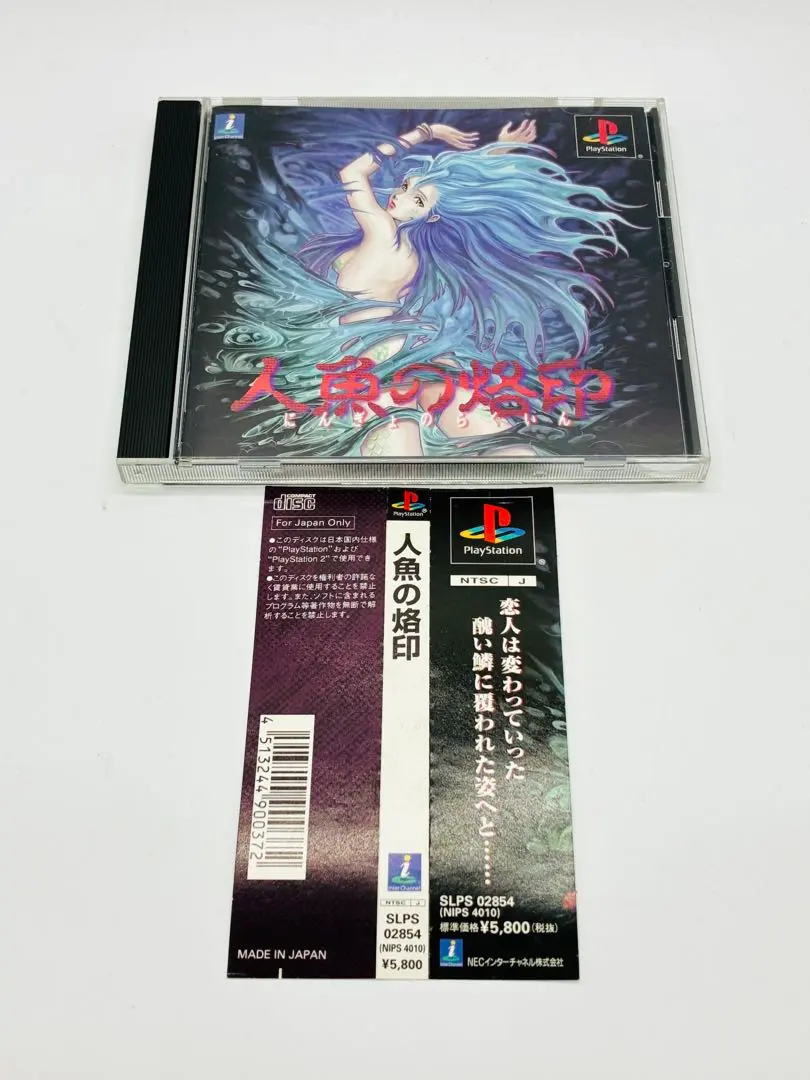 i
Inter Channel
PlayStation
人魚の烙印
にんぎょのらくいん
COMPACT
disc
For Japan Only
●このディスクは日本国内仕様
の"PlayStation"および
"PlayStation 2"で使用でき
ます。
●このディスクを権利者の許諾な
く賃貸業に使用することを禁止
します。また、ソフトに含まれる
プログラム等著作物を無断で解
析することを禁止します。
4513244900372
MADE IN JAPAN
PlayStation
人魚の烙印
i
Inter Channel
NTSC J
SLPS
02854
(NIPS 4010)
¥5,800
PlayStation
NTSC J
恋人は変わっていった
醜い鱗に覆われた姿へと……
SLPS 02854
(NIPS 4010)
標準価格¥5,800(税抜)
i
Inter Channel
NECインターチャネル株式会社